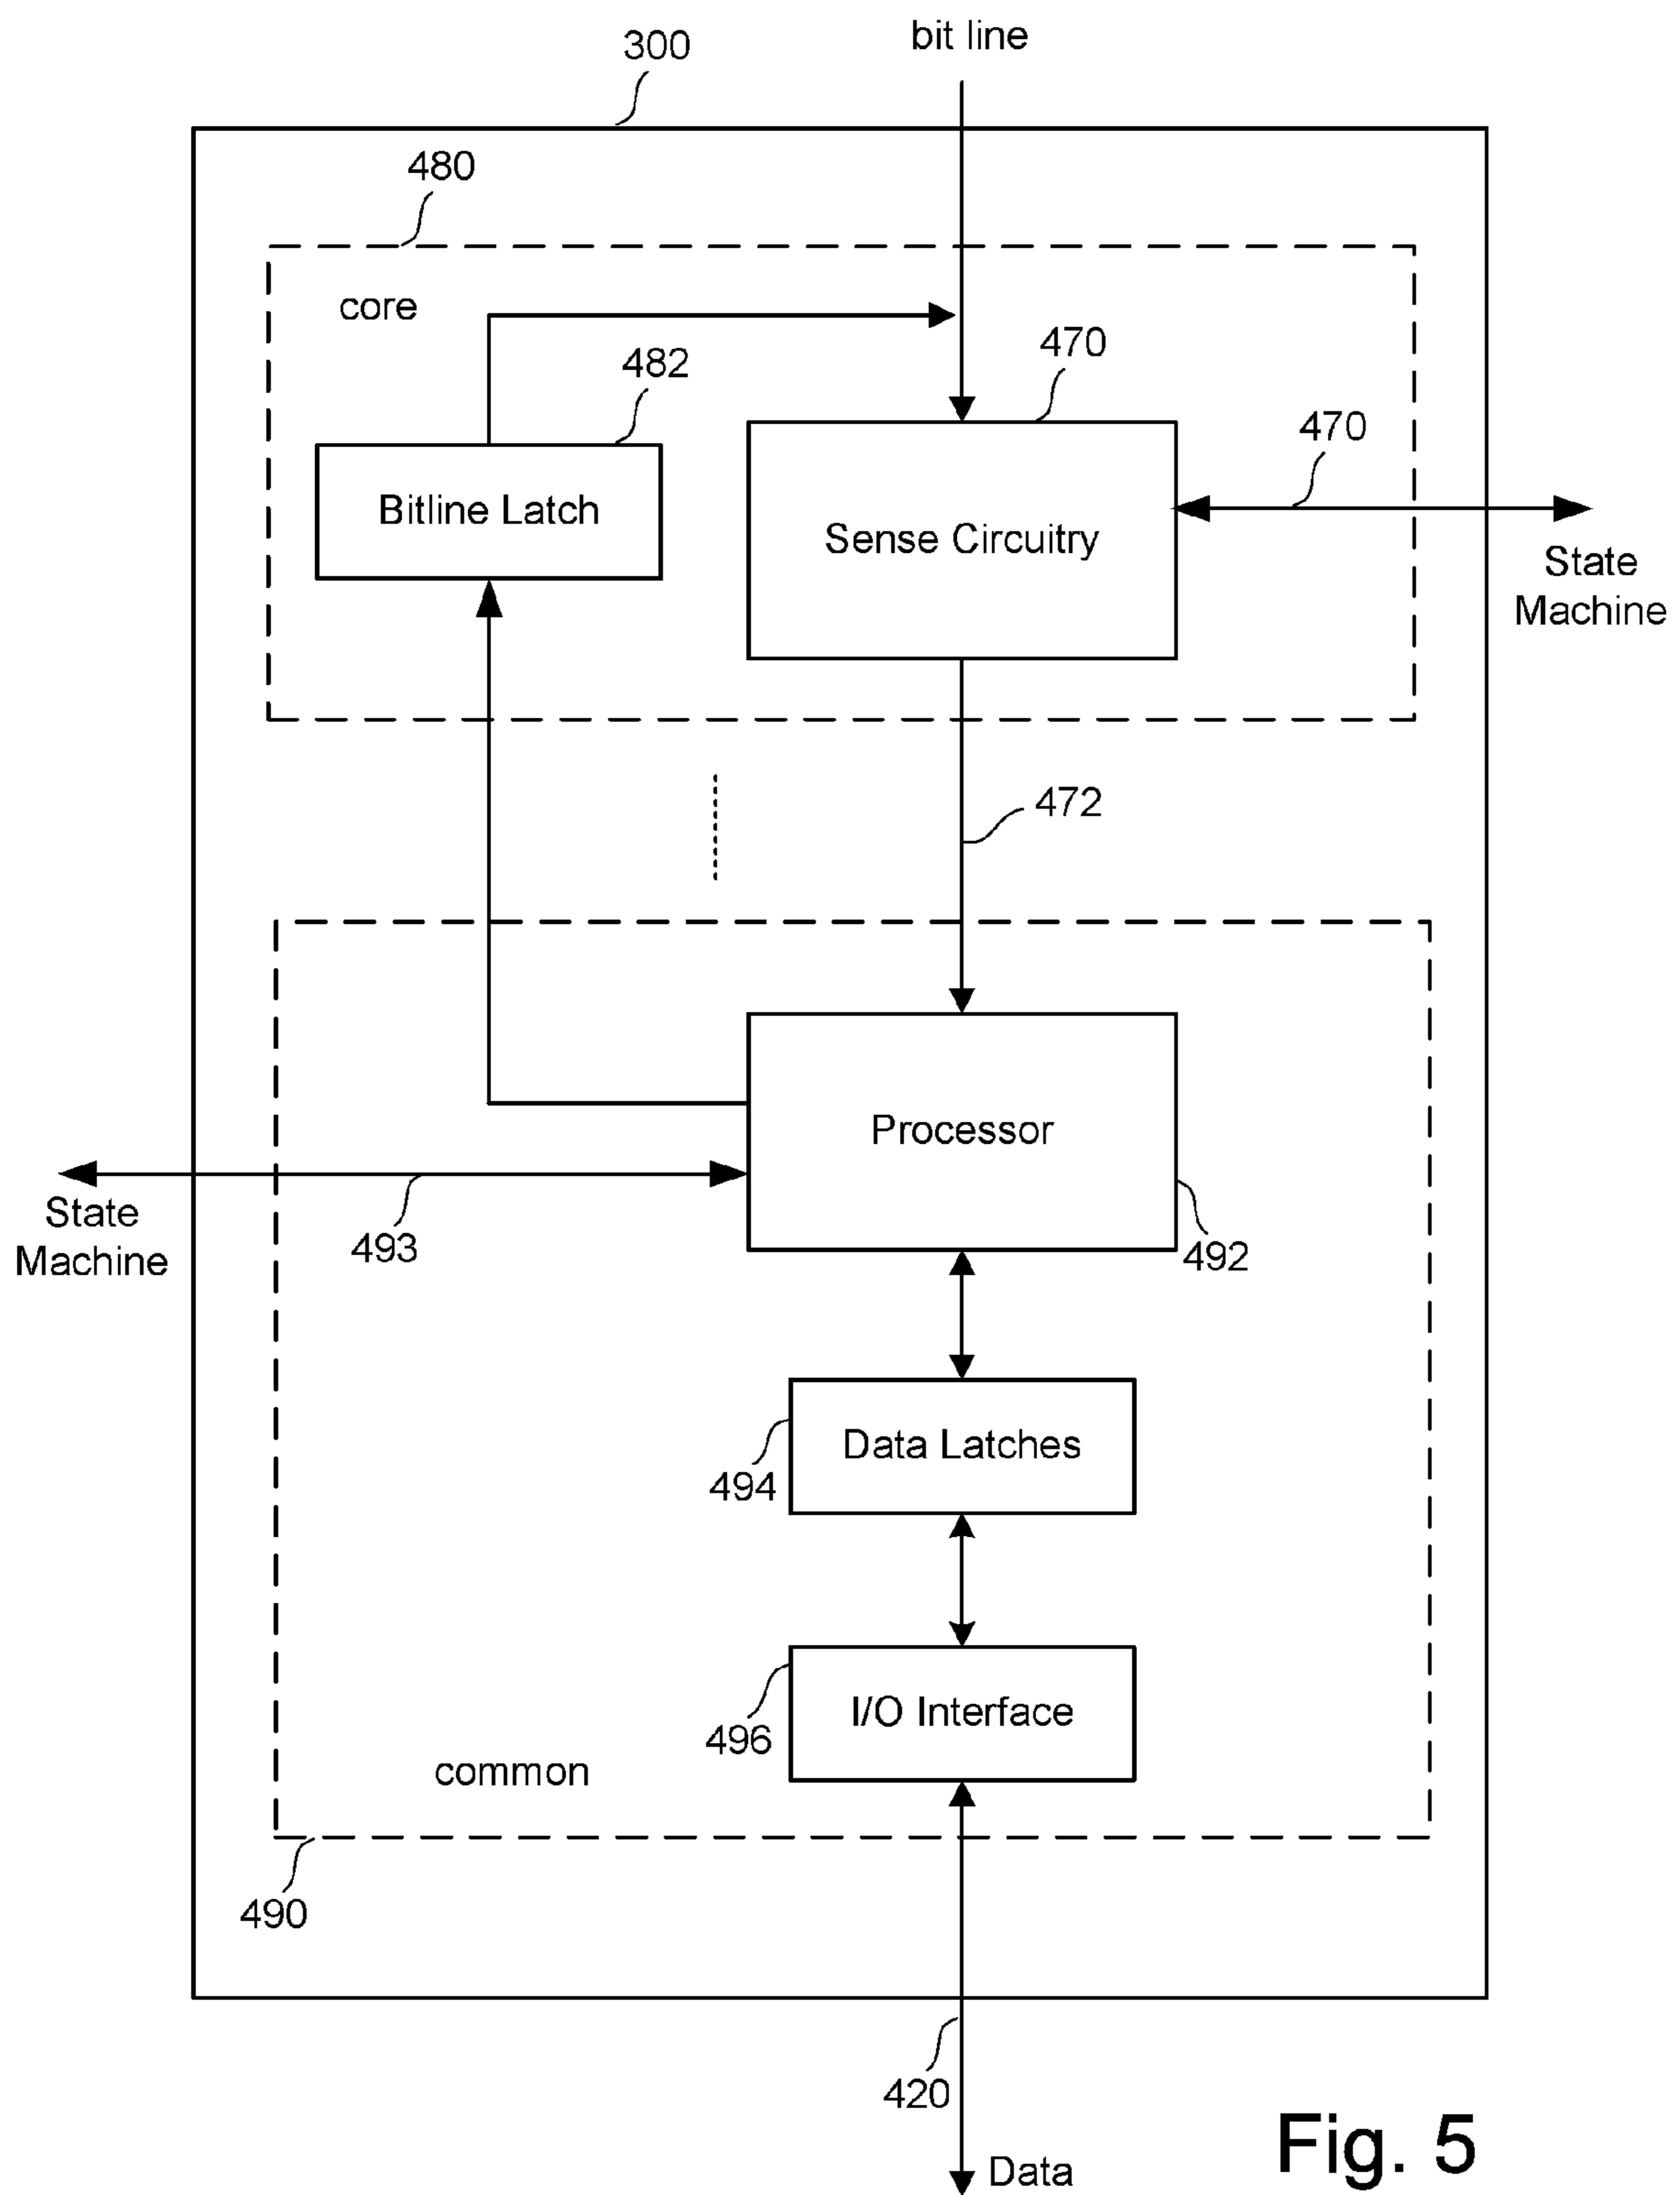 bit line
300
480
core
470
482
470
Bitline Latch
Sense Circuitry
State
Machine
472
Processor
State
Machine
493
492
Data Latches
494
I/O Interface
496
common
490
420
Data
Fig. 5